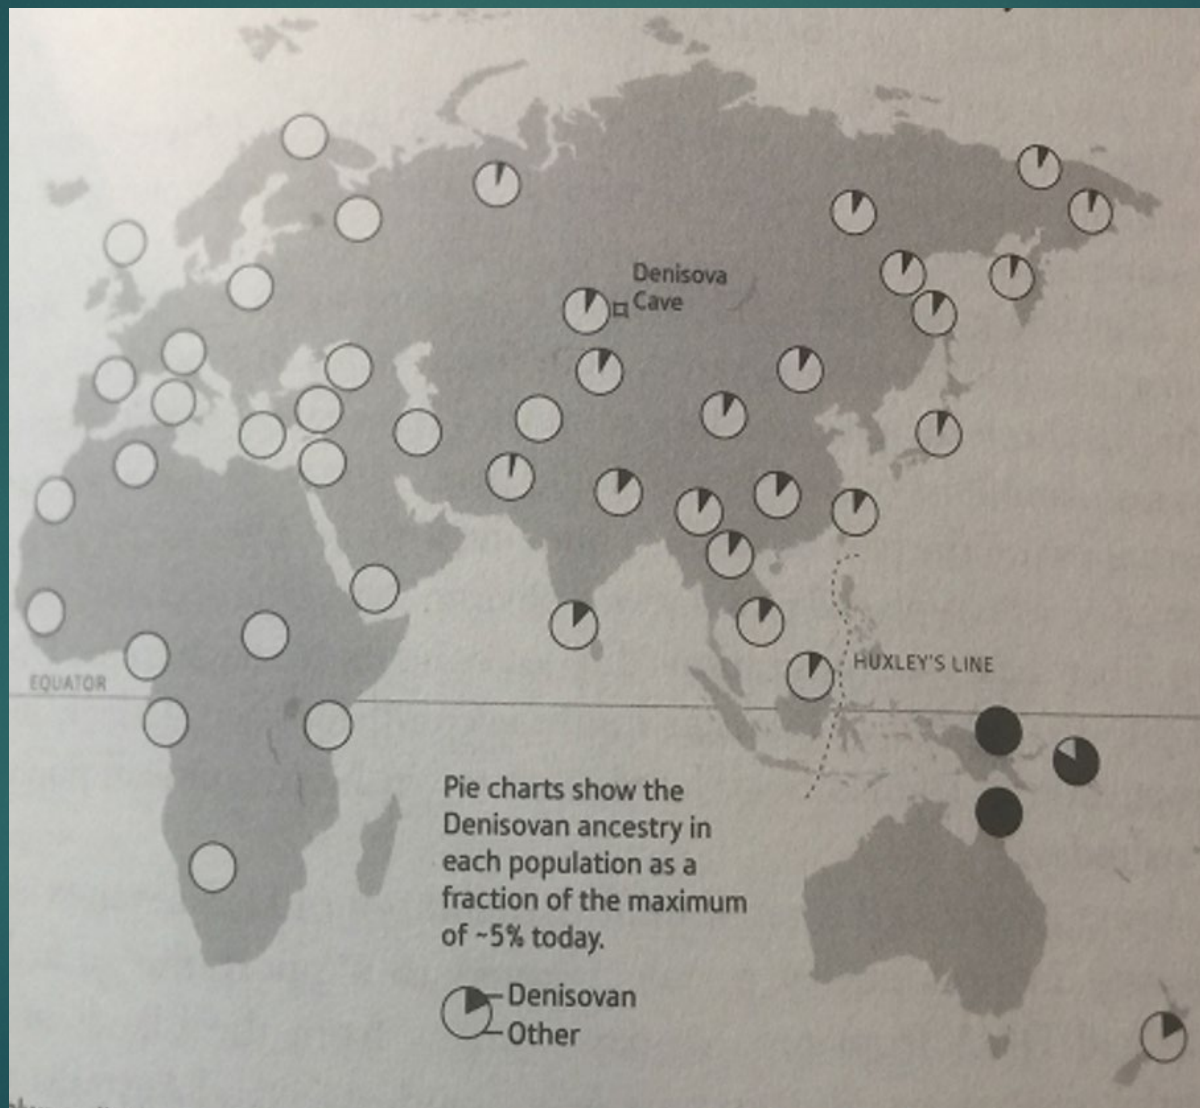 Denisova
Cave
HUXLEY'S LINE
EQUATOR
Pie charts show the
Denisovan ancestry in
each population as a
fraction of the maximum
of ~5% today.
Denisovan
Other